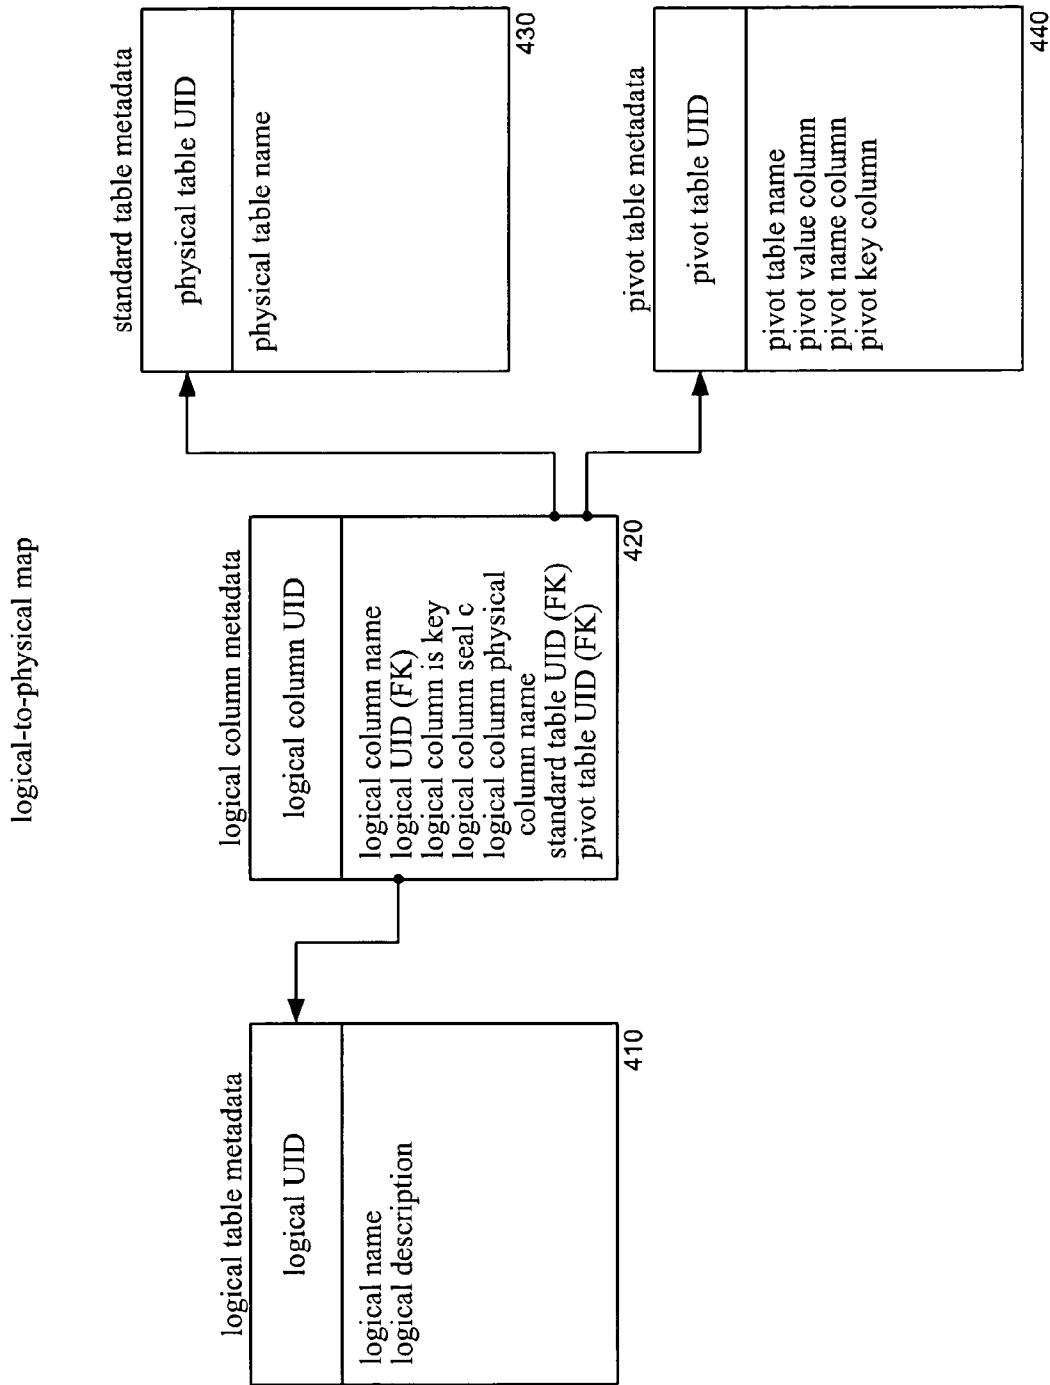 logical-to-physical map
logical table metadata
logical UID
logical name
logical description
410
logical column metadata
logical column UID
logical column name
logical UID (FK)
logical column is key
logical column seal c
logical column physical
column name
standard table UID (FK)
pivot table UID (FK)
420
standard table metadata
physical table UID
physical table name
430
pivot table metadata
pivot table UID
pivot table name
pivot value column
pivot name column
pivot key column
440